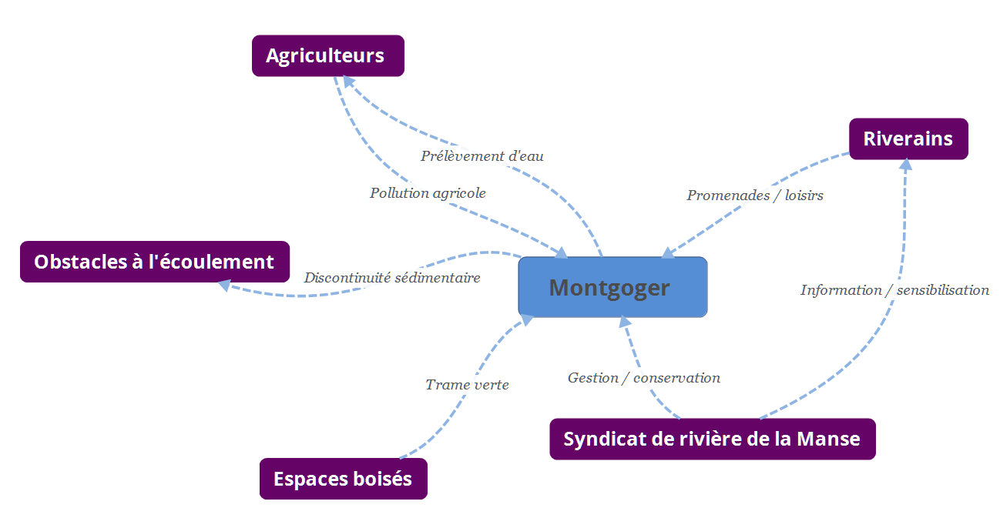 Agriculteurs
Riverains
Prélèvement d'eau
Pollution agricole
Promenades / loisirs
Obstacles à l'écoulement
Discontinuité sédimentaire
Montgoger
Information / sensibilisation
Trame verte
Gestion / conservation
Syndicat de rivière de la Manse
Espaces boisés